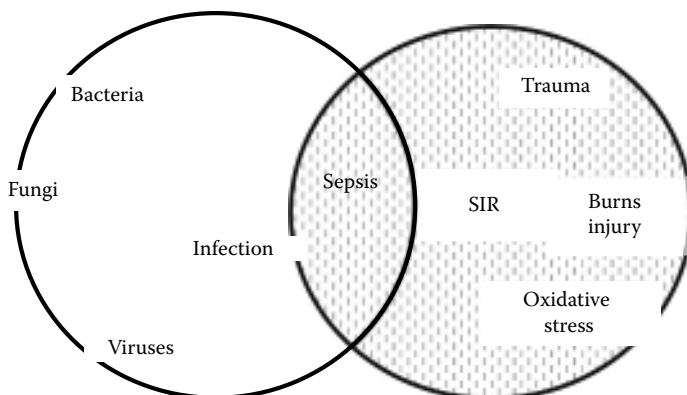 Bacteria
Trauma
Sepsis
Fungi
SIR
Burns
injury
Infection
Oxidative
stress
Viruses